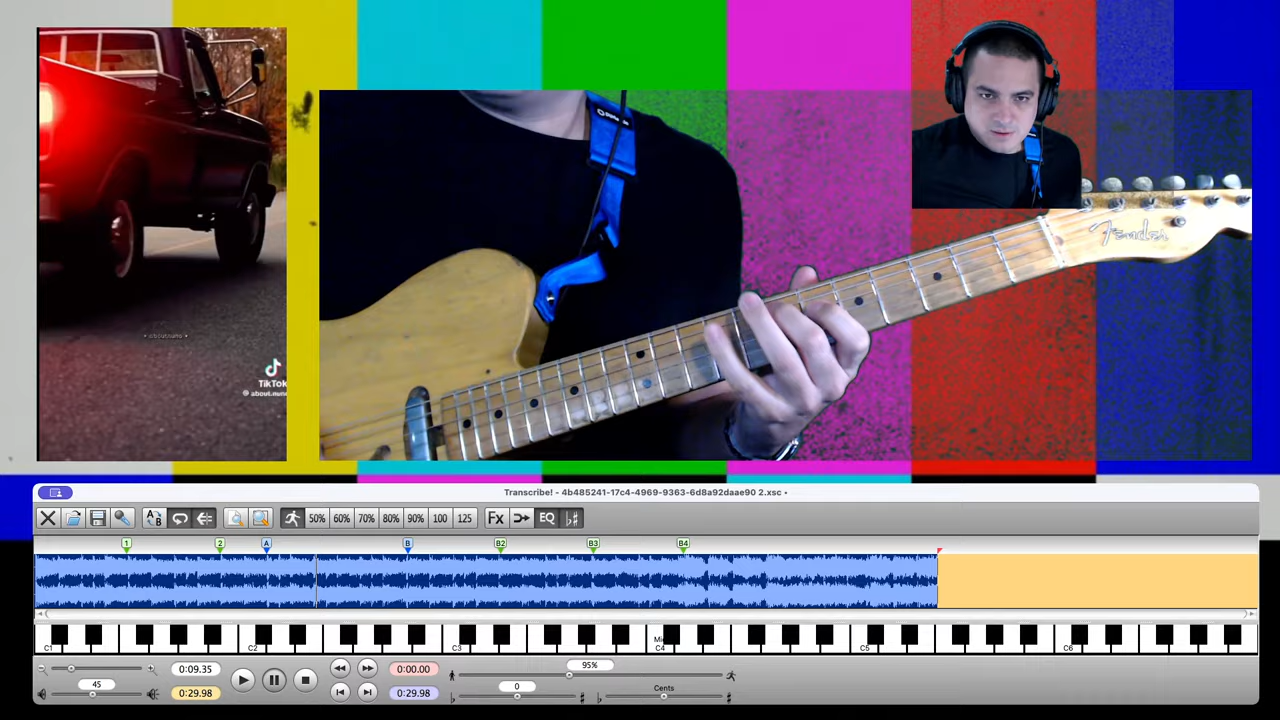 TikTok
Fender
Transcribe! - 4b485241-17c4-4969-9363-6d8a92daae90 2.xsc •
A
B
50% 60% 70% 80% 90% 100 125 Fx EQ
1 2 A B B2 B3 B4
C1 C2 C3 C4 C5 C6
0:09.35 0:00.00 95%
45 0 Cents
0:29.98 0:29.98